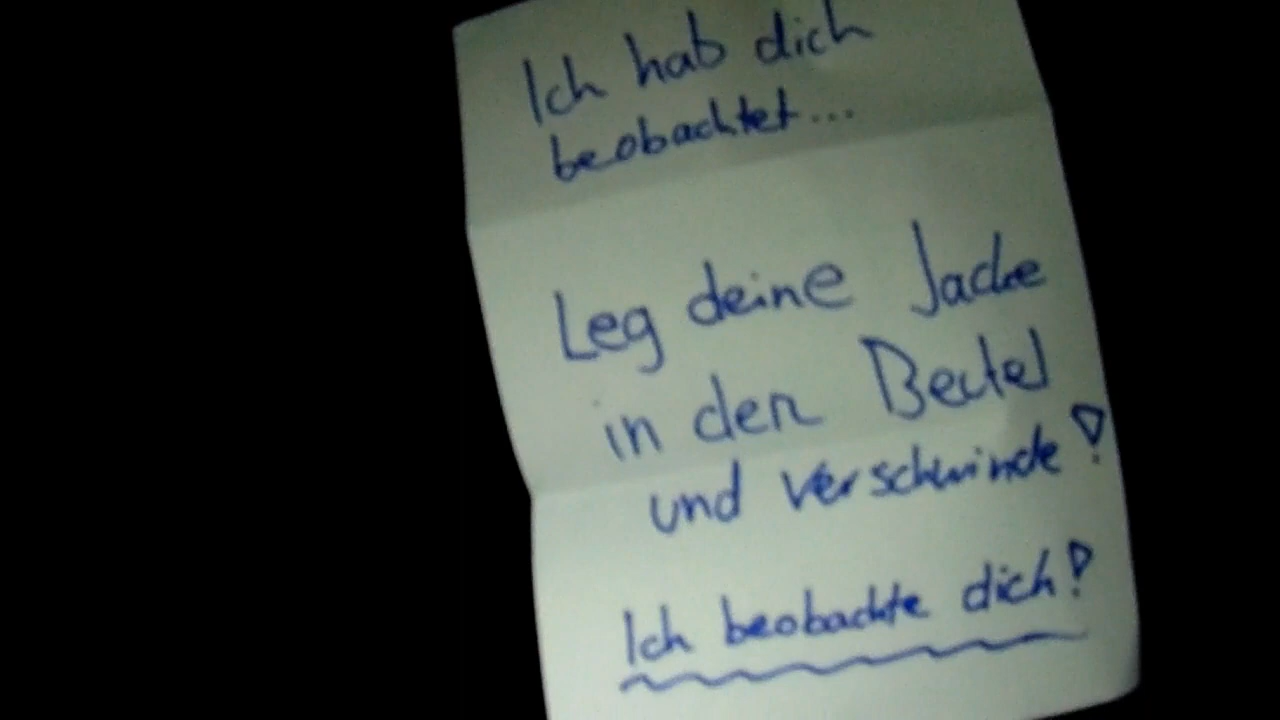 Ich hab dich
beobachtet...
Leg deine Jacke
in den Beutel
und verschwinde!
Ich beobachte dich!